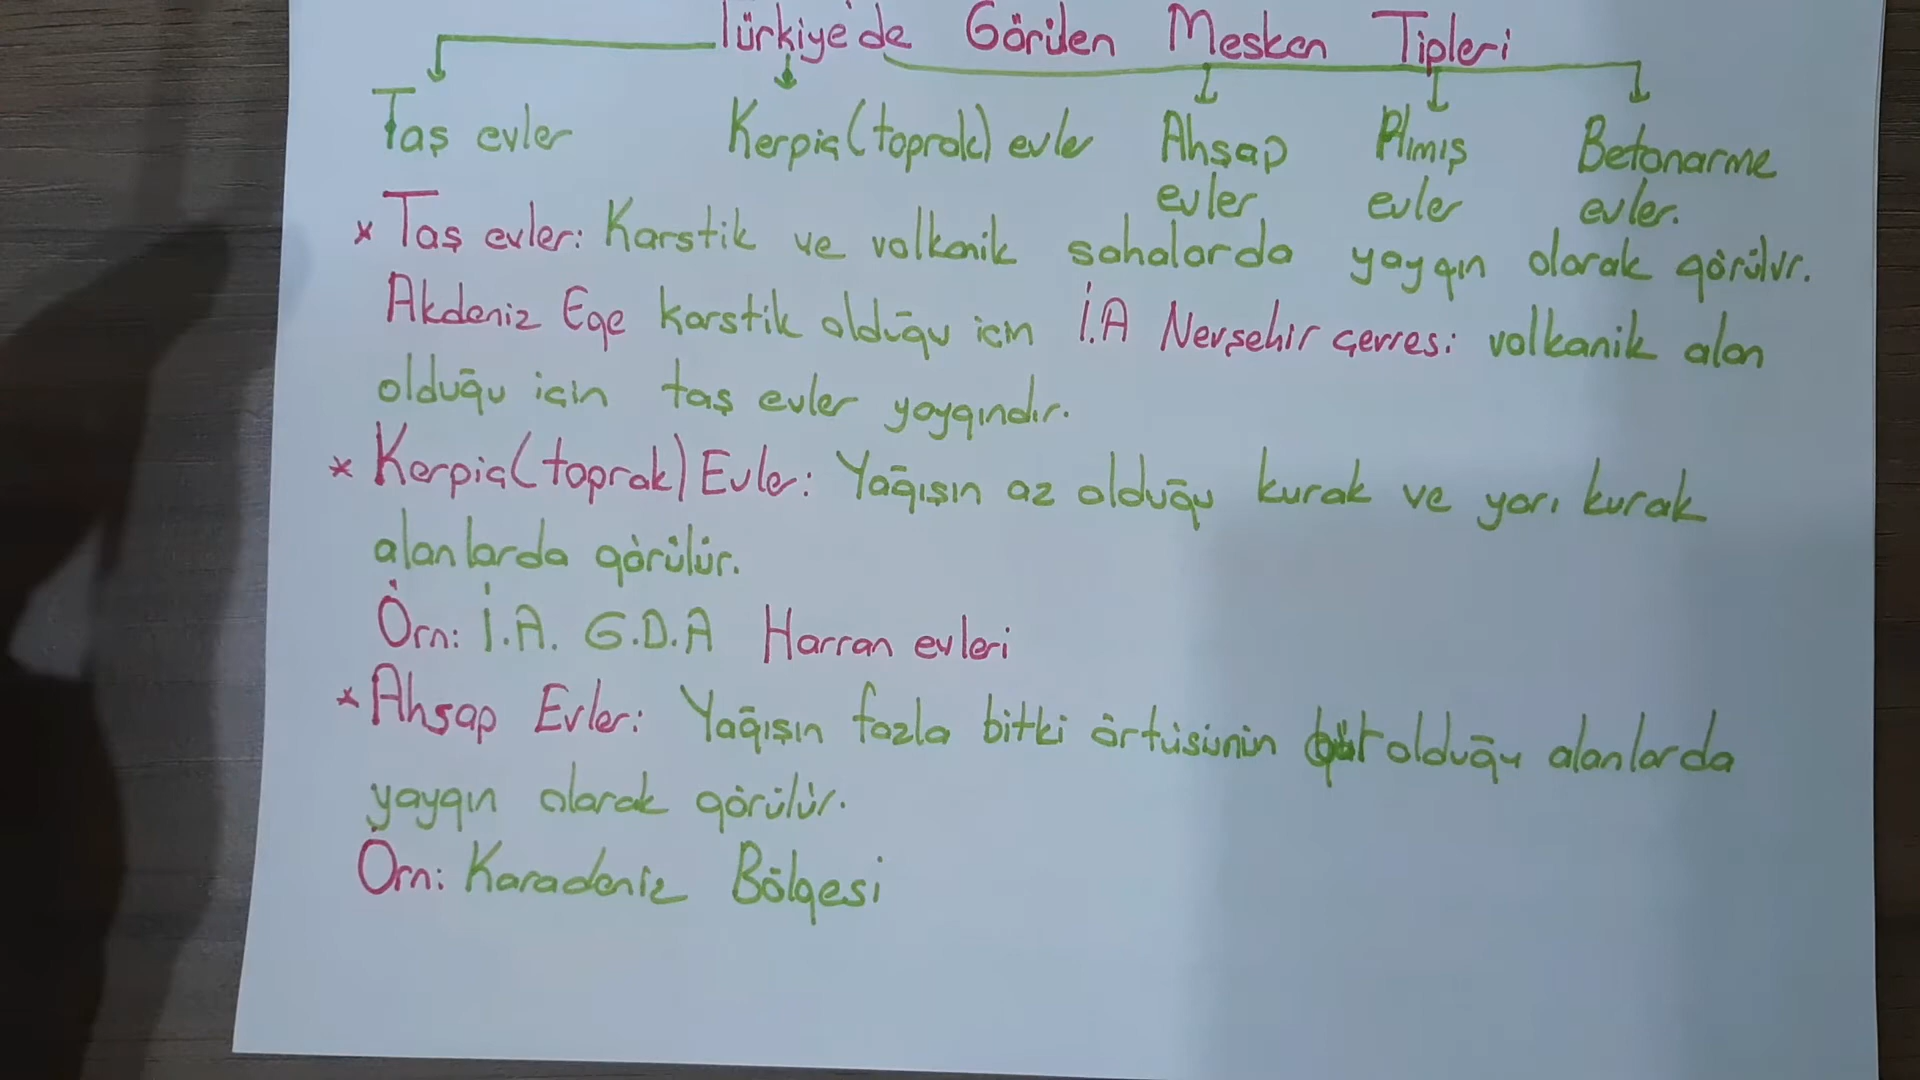 Türkiye'de Görülen Mesken Tipleri
Taş evler Kerpiç(toprak) evler Ahşap evler Betonarme evler.
* Taş evler: Karstik ve volkanik sahalarda yaygın olarak görülür.
Akdeniz Ege karstik olduğu için İ.A Nevşehir çevresi: volkanik alan
olduğu için taş evler yaygındır.
* Kerpiç(toprak) Evler: Yağışın az olduğu kurak ve yarı kurak
alanlarda görülür.
Örn: İ.A. G.D.A Harran evleri
* Ahşap Evler: Yağışın fazla bitki örtüsünün olduğu alanlarda
yaygın olarak görülür.
Örn: Karadeniz Bölgesi